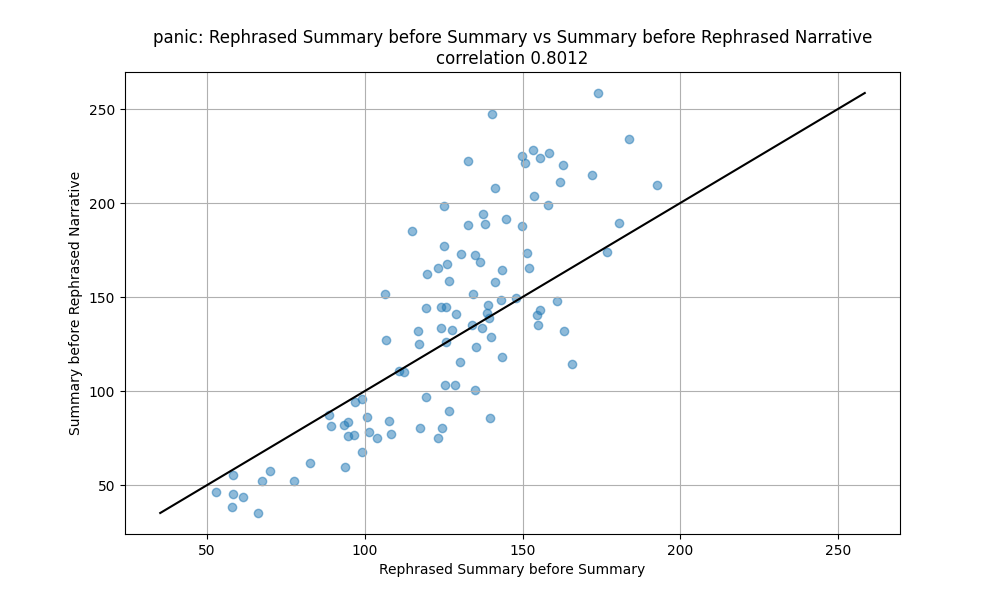 panic: Rephrased Summary before Summary vs Summary before Rephrased Narrative
correlation 0.8012
Summary before Rephrased Narrative
250
200
150
100
50
50 100 150 200 250
Rephrased Summary before Summary